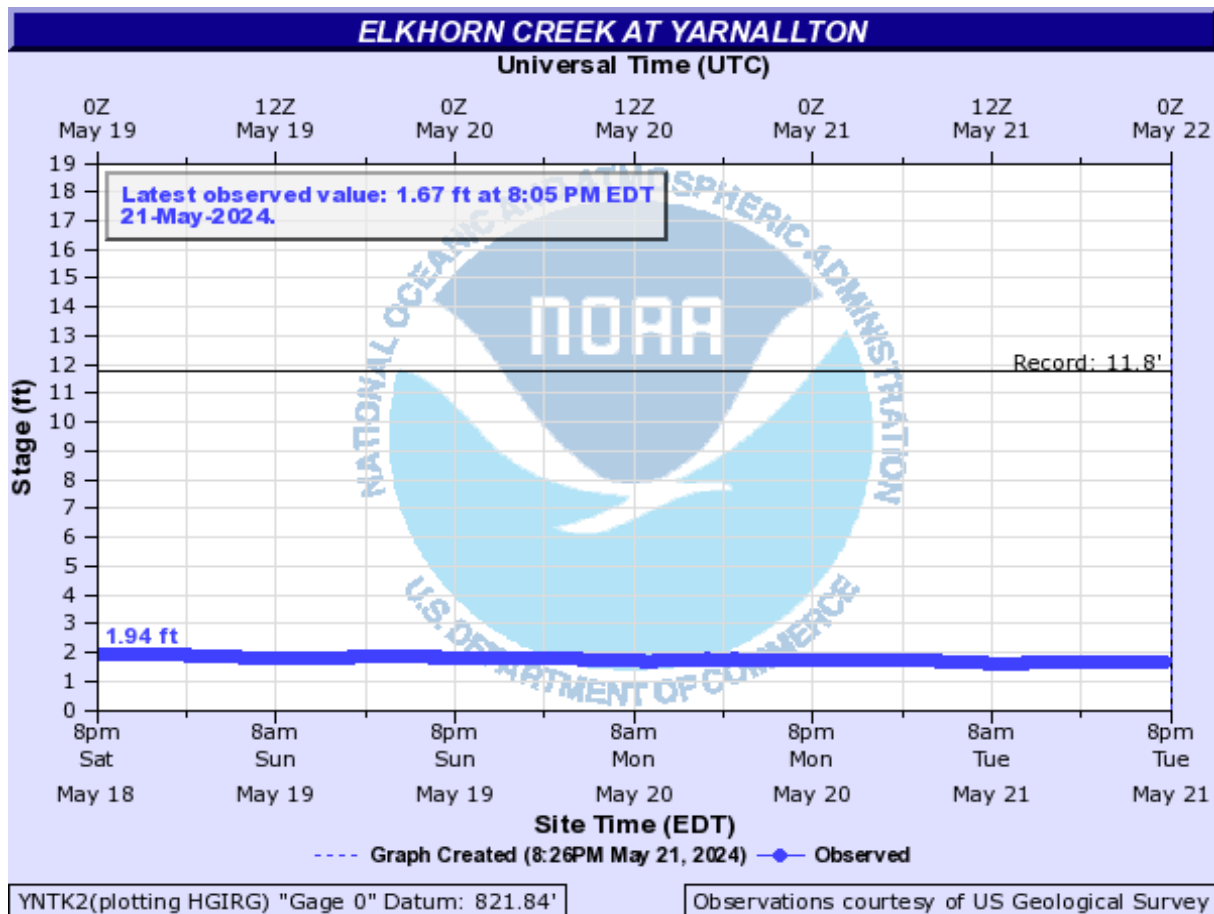 ELKHORN CREEK AT YARNALLTON
Universal Time (UTC)
0Z 12Z 0Z 12Z 0Z 12Z 0Z
May 19 May 19 May 20 May 20 May 21 May 21 May 22
Latest observed value: 1.67 ft at 8:05 PM EDT
21-May-2024.
NATIONAL OCEANIC AND ATMOSPHERIC ADMINISTRATION
NOAA
U.S. DEPARTMENT OF COMMERCE
Record: 11.8'
1.94 ft
Stage (ft)
19
18
17
16
15
14
13
12
11
10
9
8
7
6
5
4
3
2
1
0
8pm 8am 8pm 8am 8pm 8am 8pm
Sat Sun Sun Mon Mon Tue Tue
May 18 May 19 May 19 May 20 May 20 May 21 May 21
Site Time (EDT)
Graph Created (8:26PM May 21, 2024) Observed
YNTK2(plotting HGIRG) "Gage 0" Datum: 821.84'
Observations courtesy of US Geological Survey